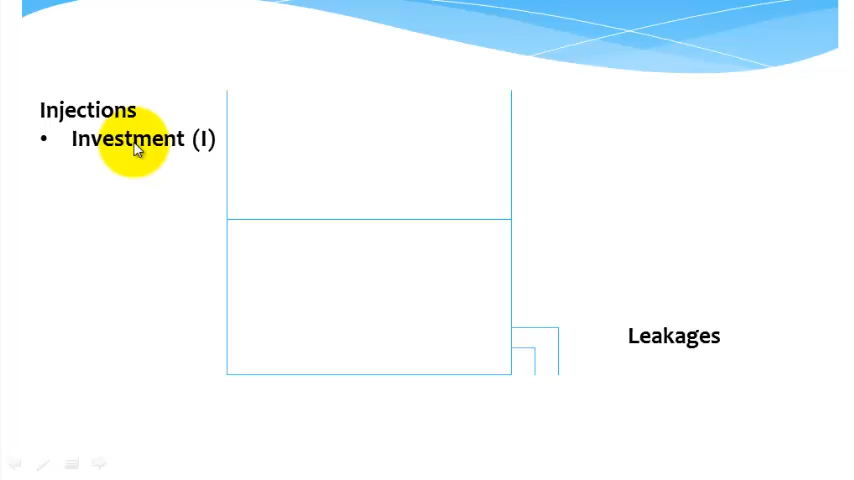 Injections
• Investment (I)
Leakages